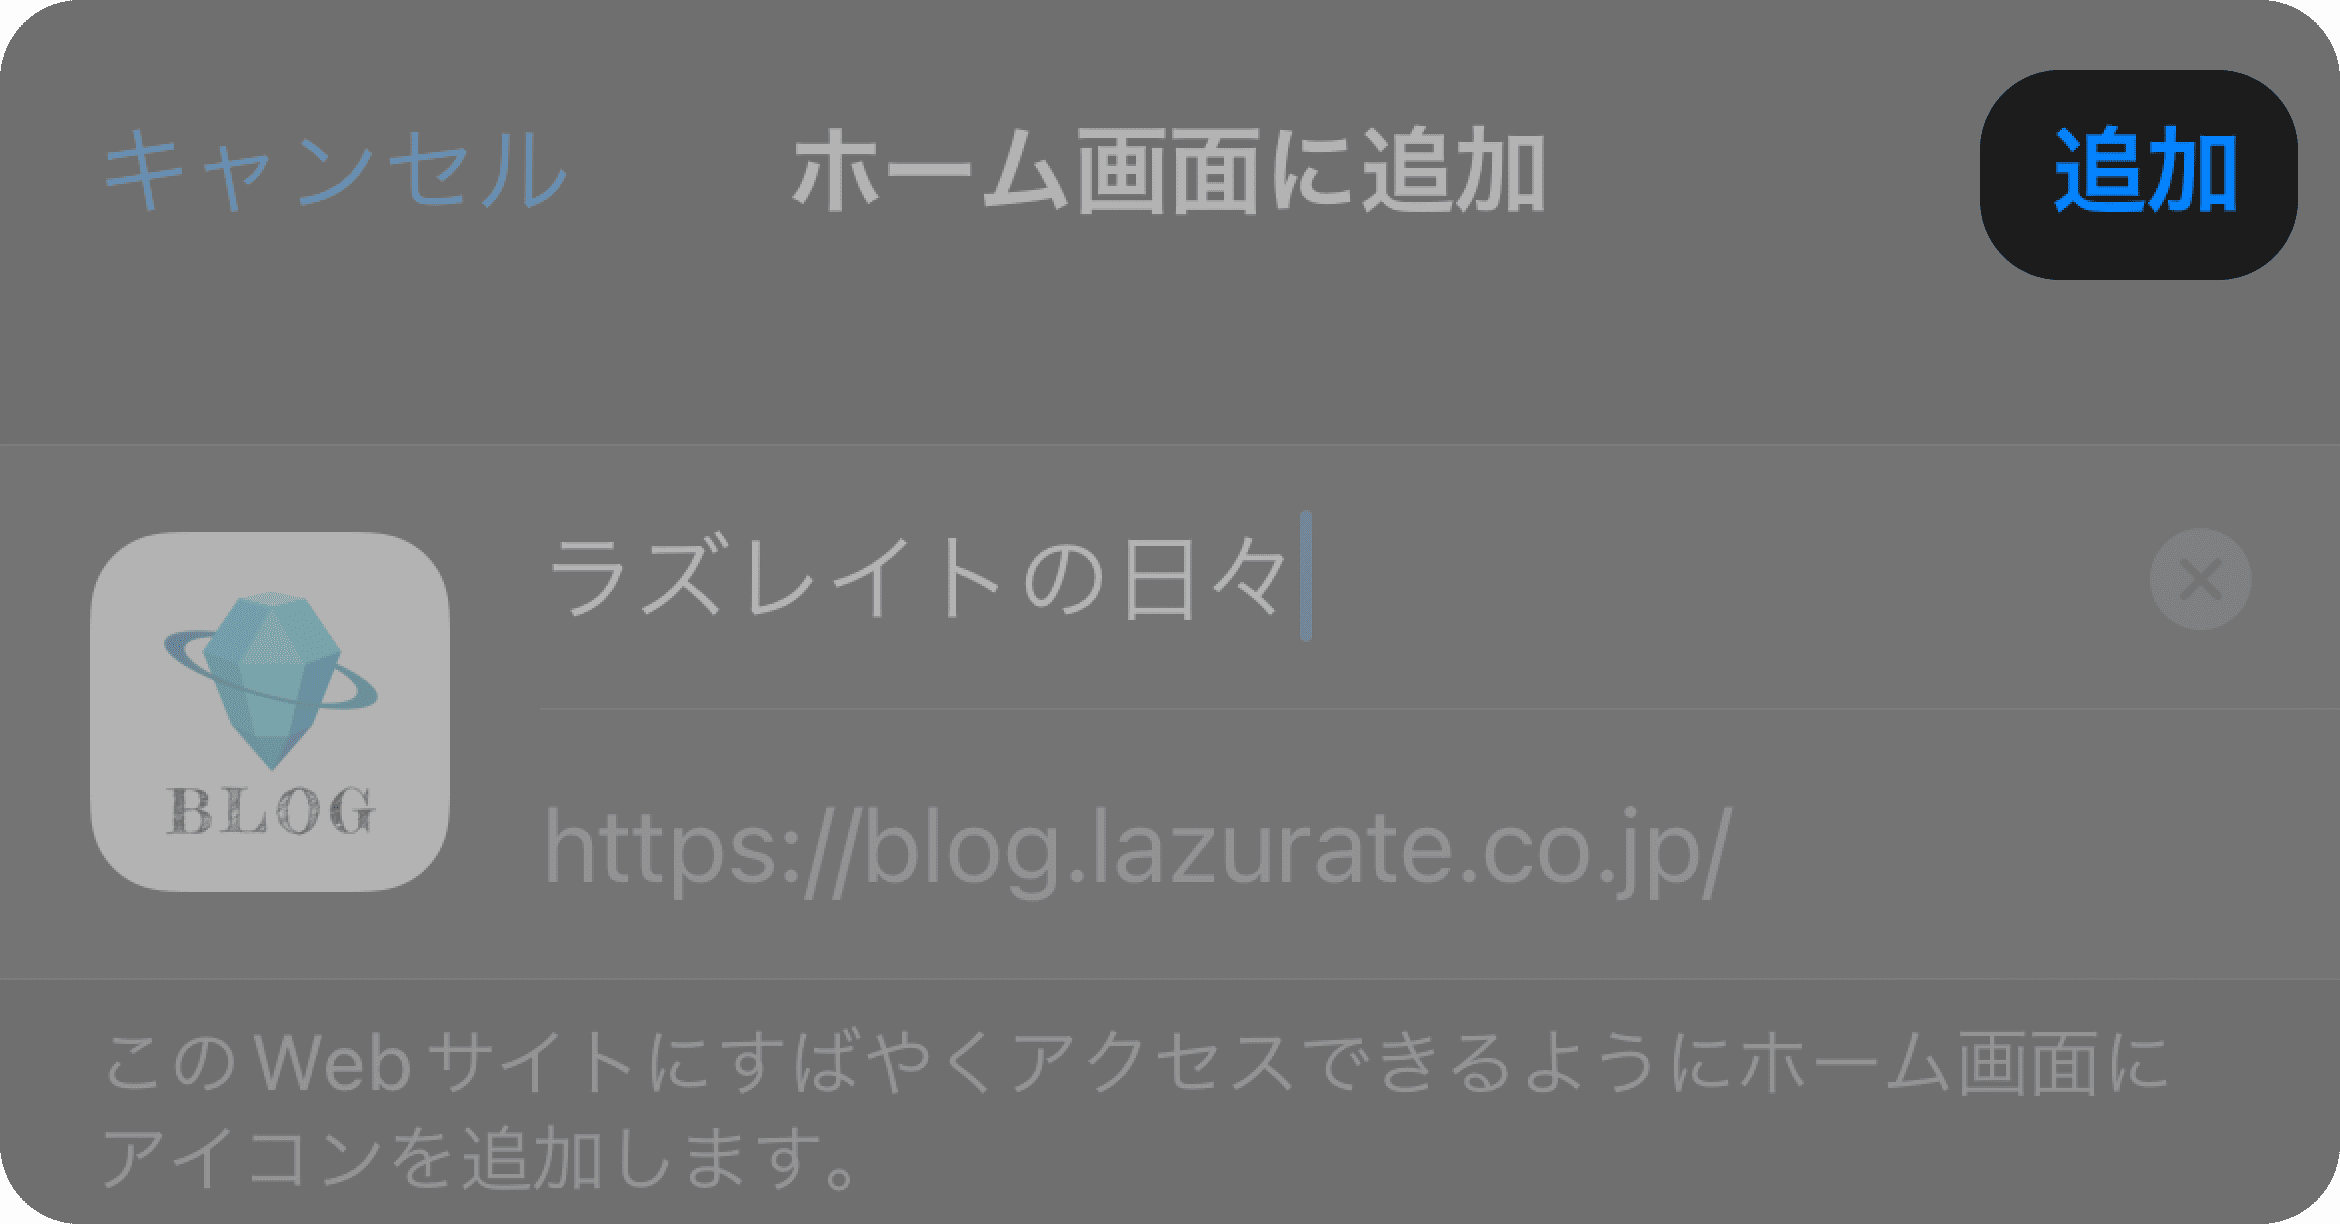 キャンセル ホーム画面に追加 追加
ラズレイトの日々
BLOG
https://blog.lazurate.co.jp/
このWebサイトにすばやくアクセスできるようにホーム画面に
アイコンを追加します。